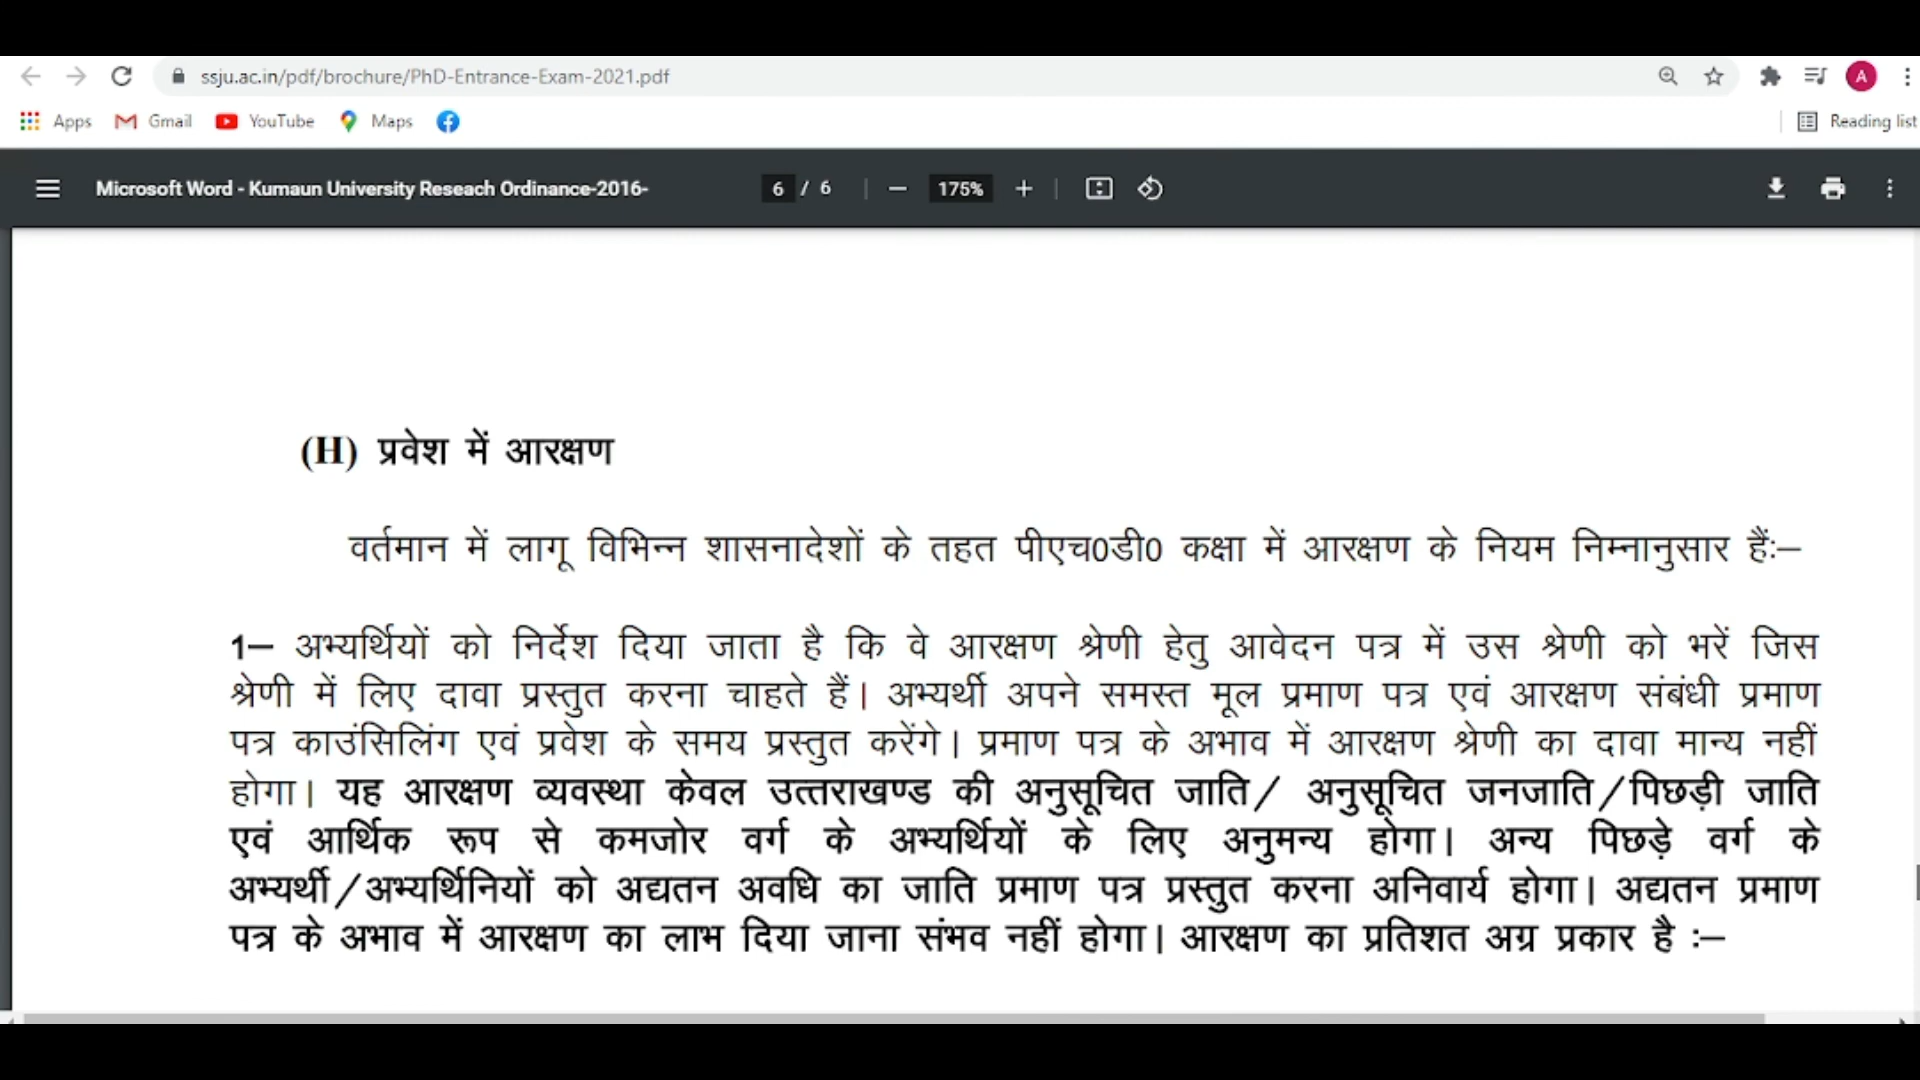 ssju.ac.in/pdf/brochure/PhD-Entrance-Exam-2021.pdf
A
Apps Gmail YouTube Maps Reading list
Microsoft Word - Kumaun University Reseach Ordinance-2016- 6 / 6 175%
(H) प्रवेश में आरक्षण
वर्तमान में लागू विभिन्न शासनादेशों के तहत पीएच0डी0 कक्षा में आरक्षण के नियम निम्नानुसार हैंः—
1— अभ्यर्थियों को निर्देश दिया जाता है कि वे आरक्षण श्रेणी हेतु आवेदन पत्र में उस श्रेणी को भरें जिस
श्रेणी में लिए दावा प्रस्तुत करना चाहते हैं। अभ्यर्थी अपने समस्त मूल प्रमाण पत्र एवं आरक्षण संबंधी प्रमाण
पत्र काउंसिलिंग एवं प्रवेश के समय प्रस्तुत करेंगे। प्रमाण पत्र के अभाव में आरक्षण श्रेणी का दावा मान्य नहीं
होगा। यह आरक्षण व्यवस्था केवल उत्तराखण्ड की अनुसूचित जाति/ अनुसूचित जनजाति/पिछड़ी जाति
एवं आर्थिक रूप से कमजोर वर्ग के अभ्यर्थियों के लिए अनुमन्य होगा। अन्य पिछड़े वर्ग के
अभ्यर्थी/अभ्यर्थिनियों को अद्यतन अवधि का जाति प्रमाण पत्र प्रस्तुत करना अनिवार्य होगा। अद्यतन प्रमाण
पत्र के अभाव में आरक्षण का लाभ दिया जाना संभव नहीं होगा। आरक्षण का प्रतिशत अग्र प्रकार है :—